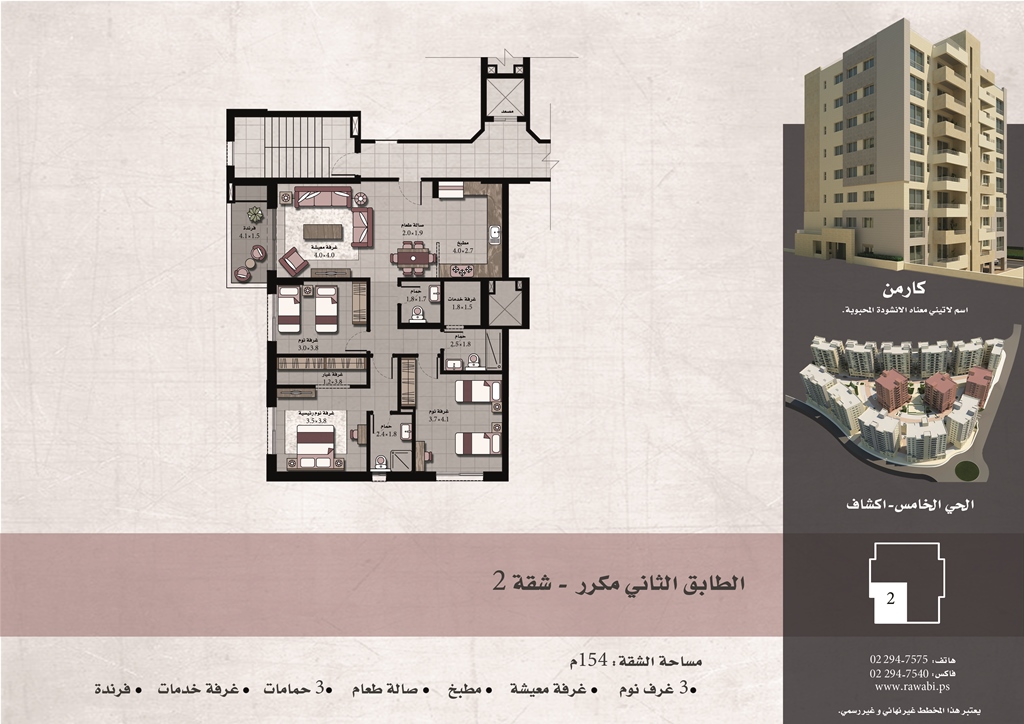 مصعد
فرندة
4.1*1.5
غرفة معيشة
4.0*4.0
صالة طعام
2.0*1.9
مطبخ
4.0*2.7
حمام
1.8*1.7
غرفة خدمات
1.8*1.5
حمام
2.5*1.8
غرفة نوم
3.0*3.8
غرفة غيار
1.2*3.8
غرفة نوم رئيسية
3.5*3.8
حمام
2.4*1.8
غرفة نوم
3.7*4.1
كارمن
اسم لاتيني معناه الانشودة المحبوبة.
الحي الخامس-اكشاف
2
الطابق الثاني مكرر - شقة 2
مساحة الشقة: 154م
•3 غرف نوم • غرفة معيشة • مطبخ • صالة طعام •3 حمامات • غرفة خدمات • فرندة
هاتف: 02 294-7575
فاكس: 02 294-7540
www.rawabi.ps
يعتبر هذا المخطط غير نهائي و غير رسمي.